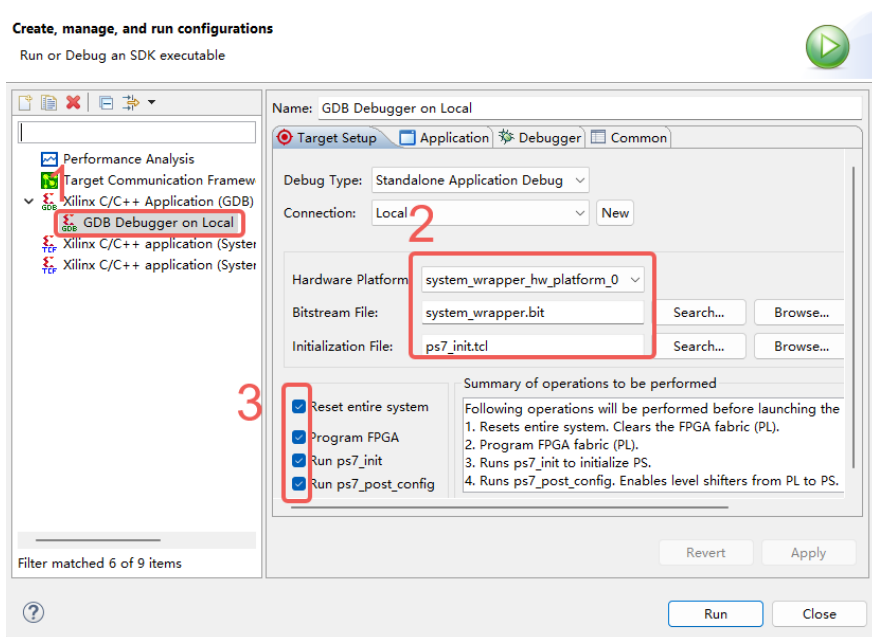 Create, manage, and run configurations
Run or Debug an SDK executable
Name: GDB Debugger on Local
Target Setup Application Debugger Common
Performance Analysis
Target Communication Framew
Xilinx C/C++ Application (GDB)
GDB Debugger on Local
Xilinx C/C++ application (System
Xilinx C/C++ application (System
Filter matched 6 of 9 items
1
Debug Type: Standalone Application Debug
Connection: Local New
2
Hardware Platform system_wrapper_hw_platform_0
Bitstream File: system_wrapper.bit Search... Browse...
Initialization File: ps7_init.tcl Search... Browse...
3
Reset entire system
Program FPGA
Run ps7_init
Run ps7_post_config
Summary of operations to be performed
Following operations will be performed before launching the
1. Resets entire system. Clears the FPGA fabric (PL).
2. Program FPGA fabric (PL).
3. Runs ps7_init to initialize PS.
4. Runs ps7_post_config. Enables level shifters from PL to PS.
Revert Apply
? Run Close